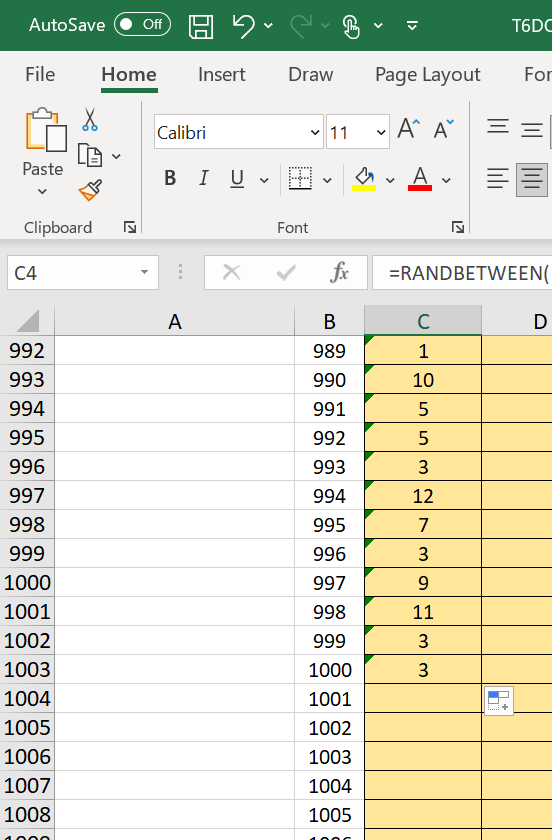 AutoSave Off T6DC
File Home Insert Draw Page Layout For
Calibri 11 A A
Paste B I U A
Clipboard Font
C4 fx =RANDBETWEEN(
A B C D
992 989 1
993 990 10
994 991 5
995 992 5
996 993 3
997 994 12
998 995 7
999 996 3
1000 997 9
1001 998 11
1002 999 3
1003 1000 3
1004 1001
1005 1002
1006 1003
1007 1004
1008 1005